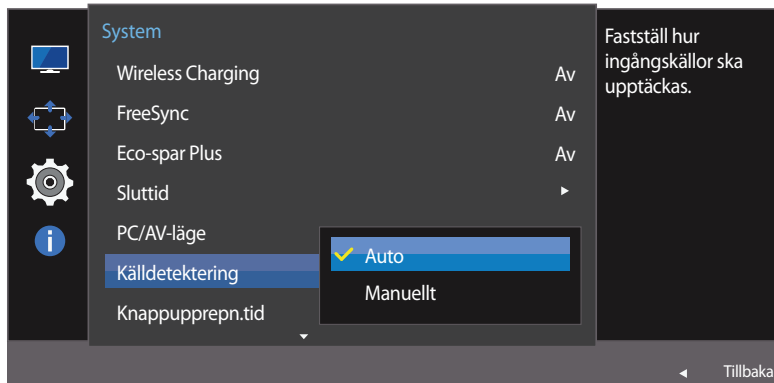 System
Wireless Charging Av
FreeSync Av
Eco-spar Plus Av
Sluttid
PC/AV-läge
Källdetektering
Knappupprepn.tid
Auto
Manuellt
Fastställ hur
ingångskällor ska
upptäckas.
Tillbaka